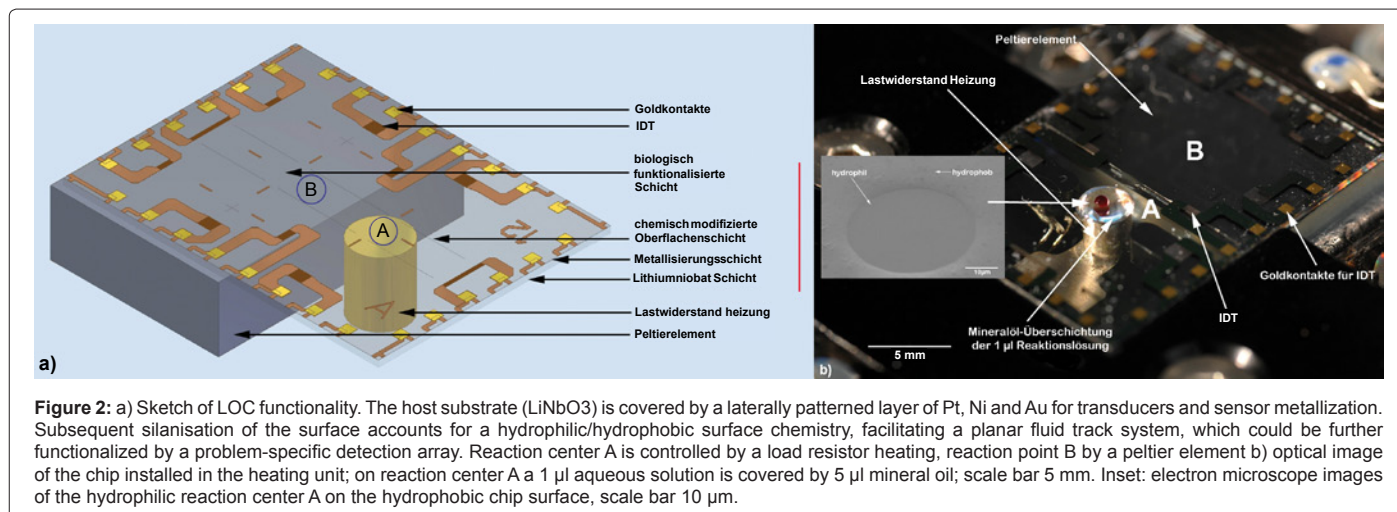 Goldkontakte
IDT
biologisch
funktionalisierte
Schicht
chemisch modifizierte
Oberflachenschicht
Metallisierungsschicht
Lithiumniobat Schicht
Lastwiderstand heizung
Peltierelement
B
A
A
a)
Peltierelement
Lastwiderstand Heizung
B
hydrophil
hydrophob
A
10µm
Goldkontakte für IDT
IDT
Mineralöl-Überschichtung
der 1 µl Reaktionslösung
5 mm
b)
Figure 2: a) Sketch of LOC functionality. The host substrate (LiNbO3) is covered by a laterally patterned layer of Pt, Ni and Au for transducers and sensor metallization.
Subsequent silanisation of the surface accounts for a hydrophilic/hydrophobic surface chemistry, facilitating a planar fluid track system, which could be further
functionalized by a problem-specific detection array. Reaction center A is controlled by a load resistor heating, reaction point B by a peltier element b) optical image
of the chip installed in the heating unit; on reaction center A a 1 µl aqueous solution is covered by 5 µl mineral oil; scale bar 5 mm. Inset: electron microscope images
of the hydrophilic reaction center A on the hydrophobic chip surface, scale bar 10 µm.